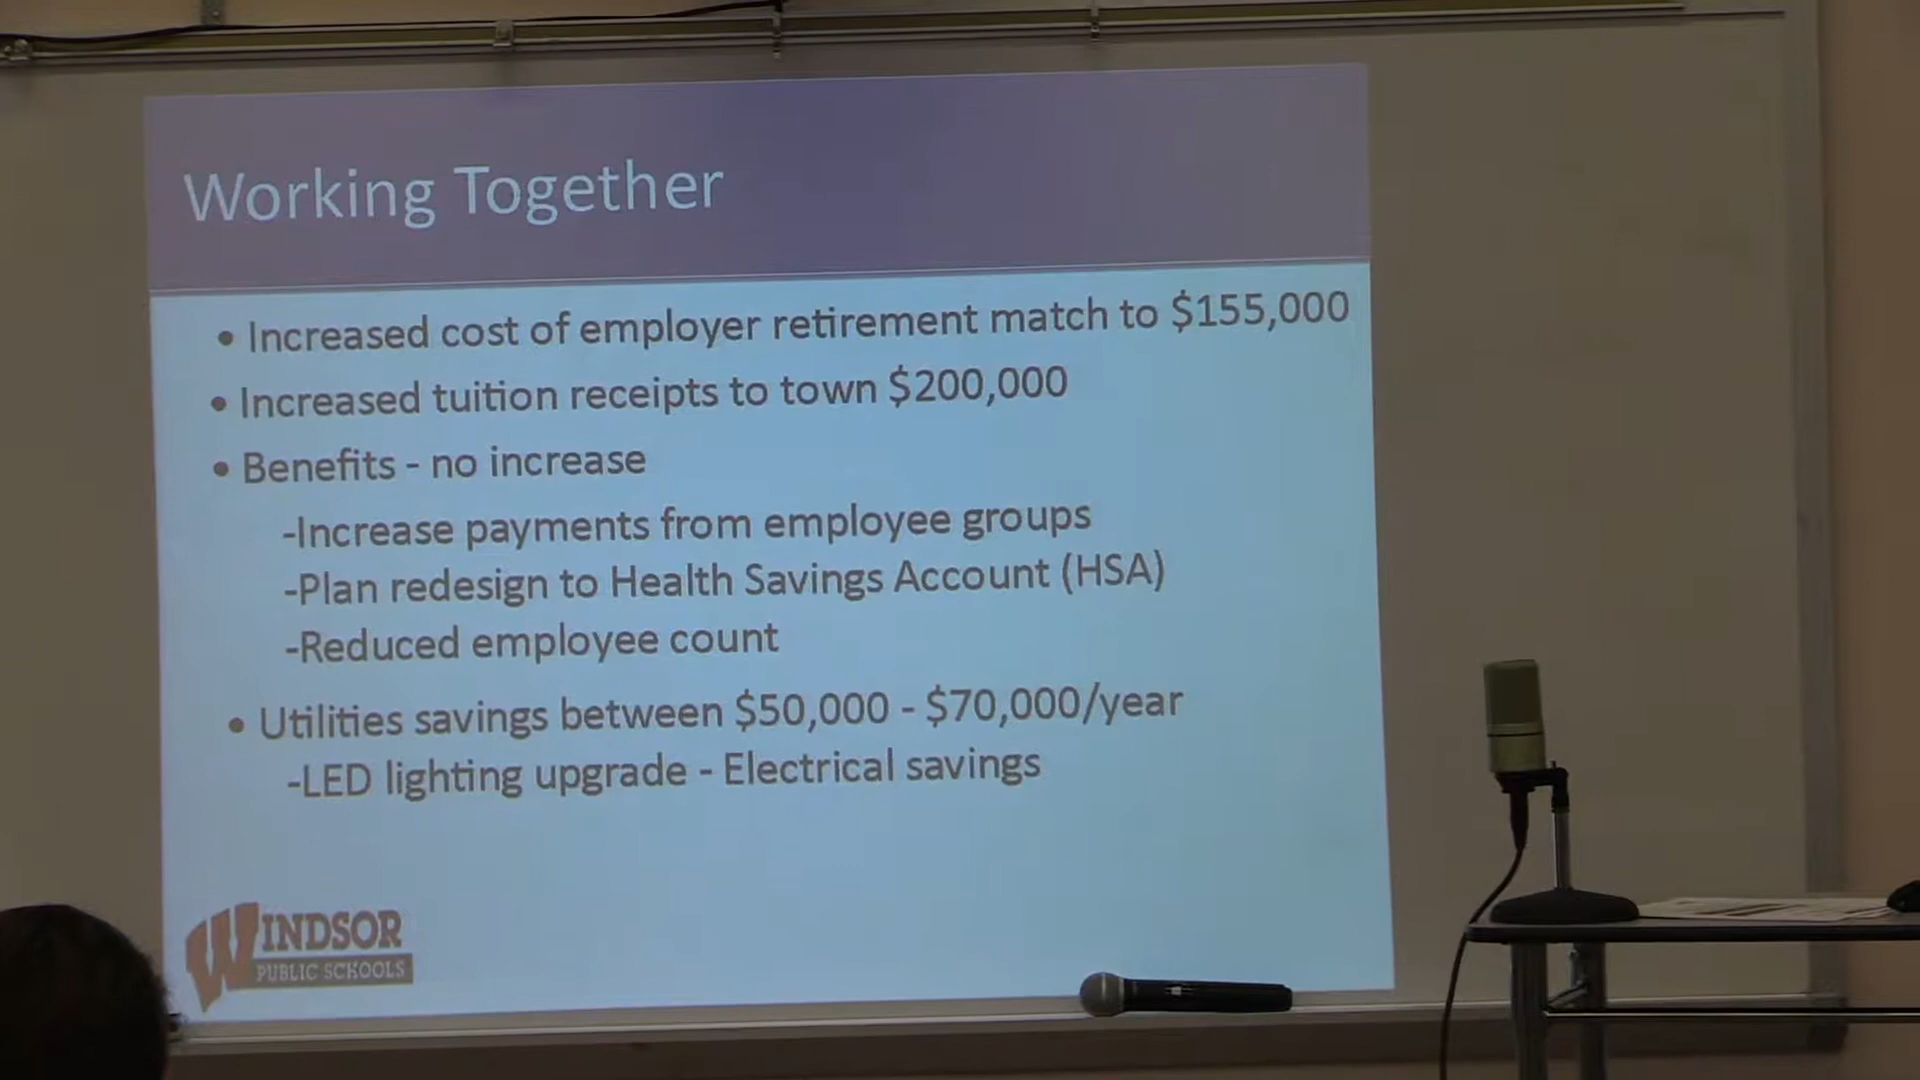 Working Together
• Increased cost of employer retirement match to $155,000
• Increased tuition receipts to town $200,000
• Benefits - no increase
-Increase payments from employee groups
-Plan redesign to Health Savings Account (HSA)
-Reduced employee count
• Utilities savings between $50,000 - $70,000/year
-LED lighting upgrade - Electrical savings
WINDSOR
PUBLIC SCHOOLS